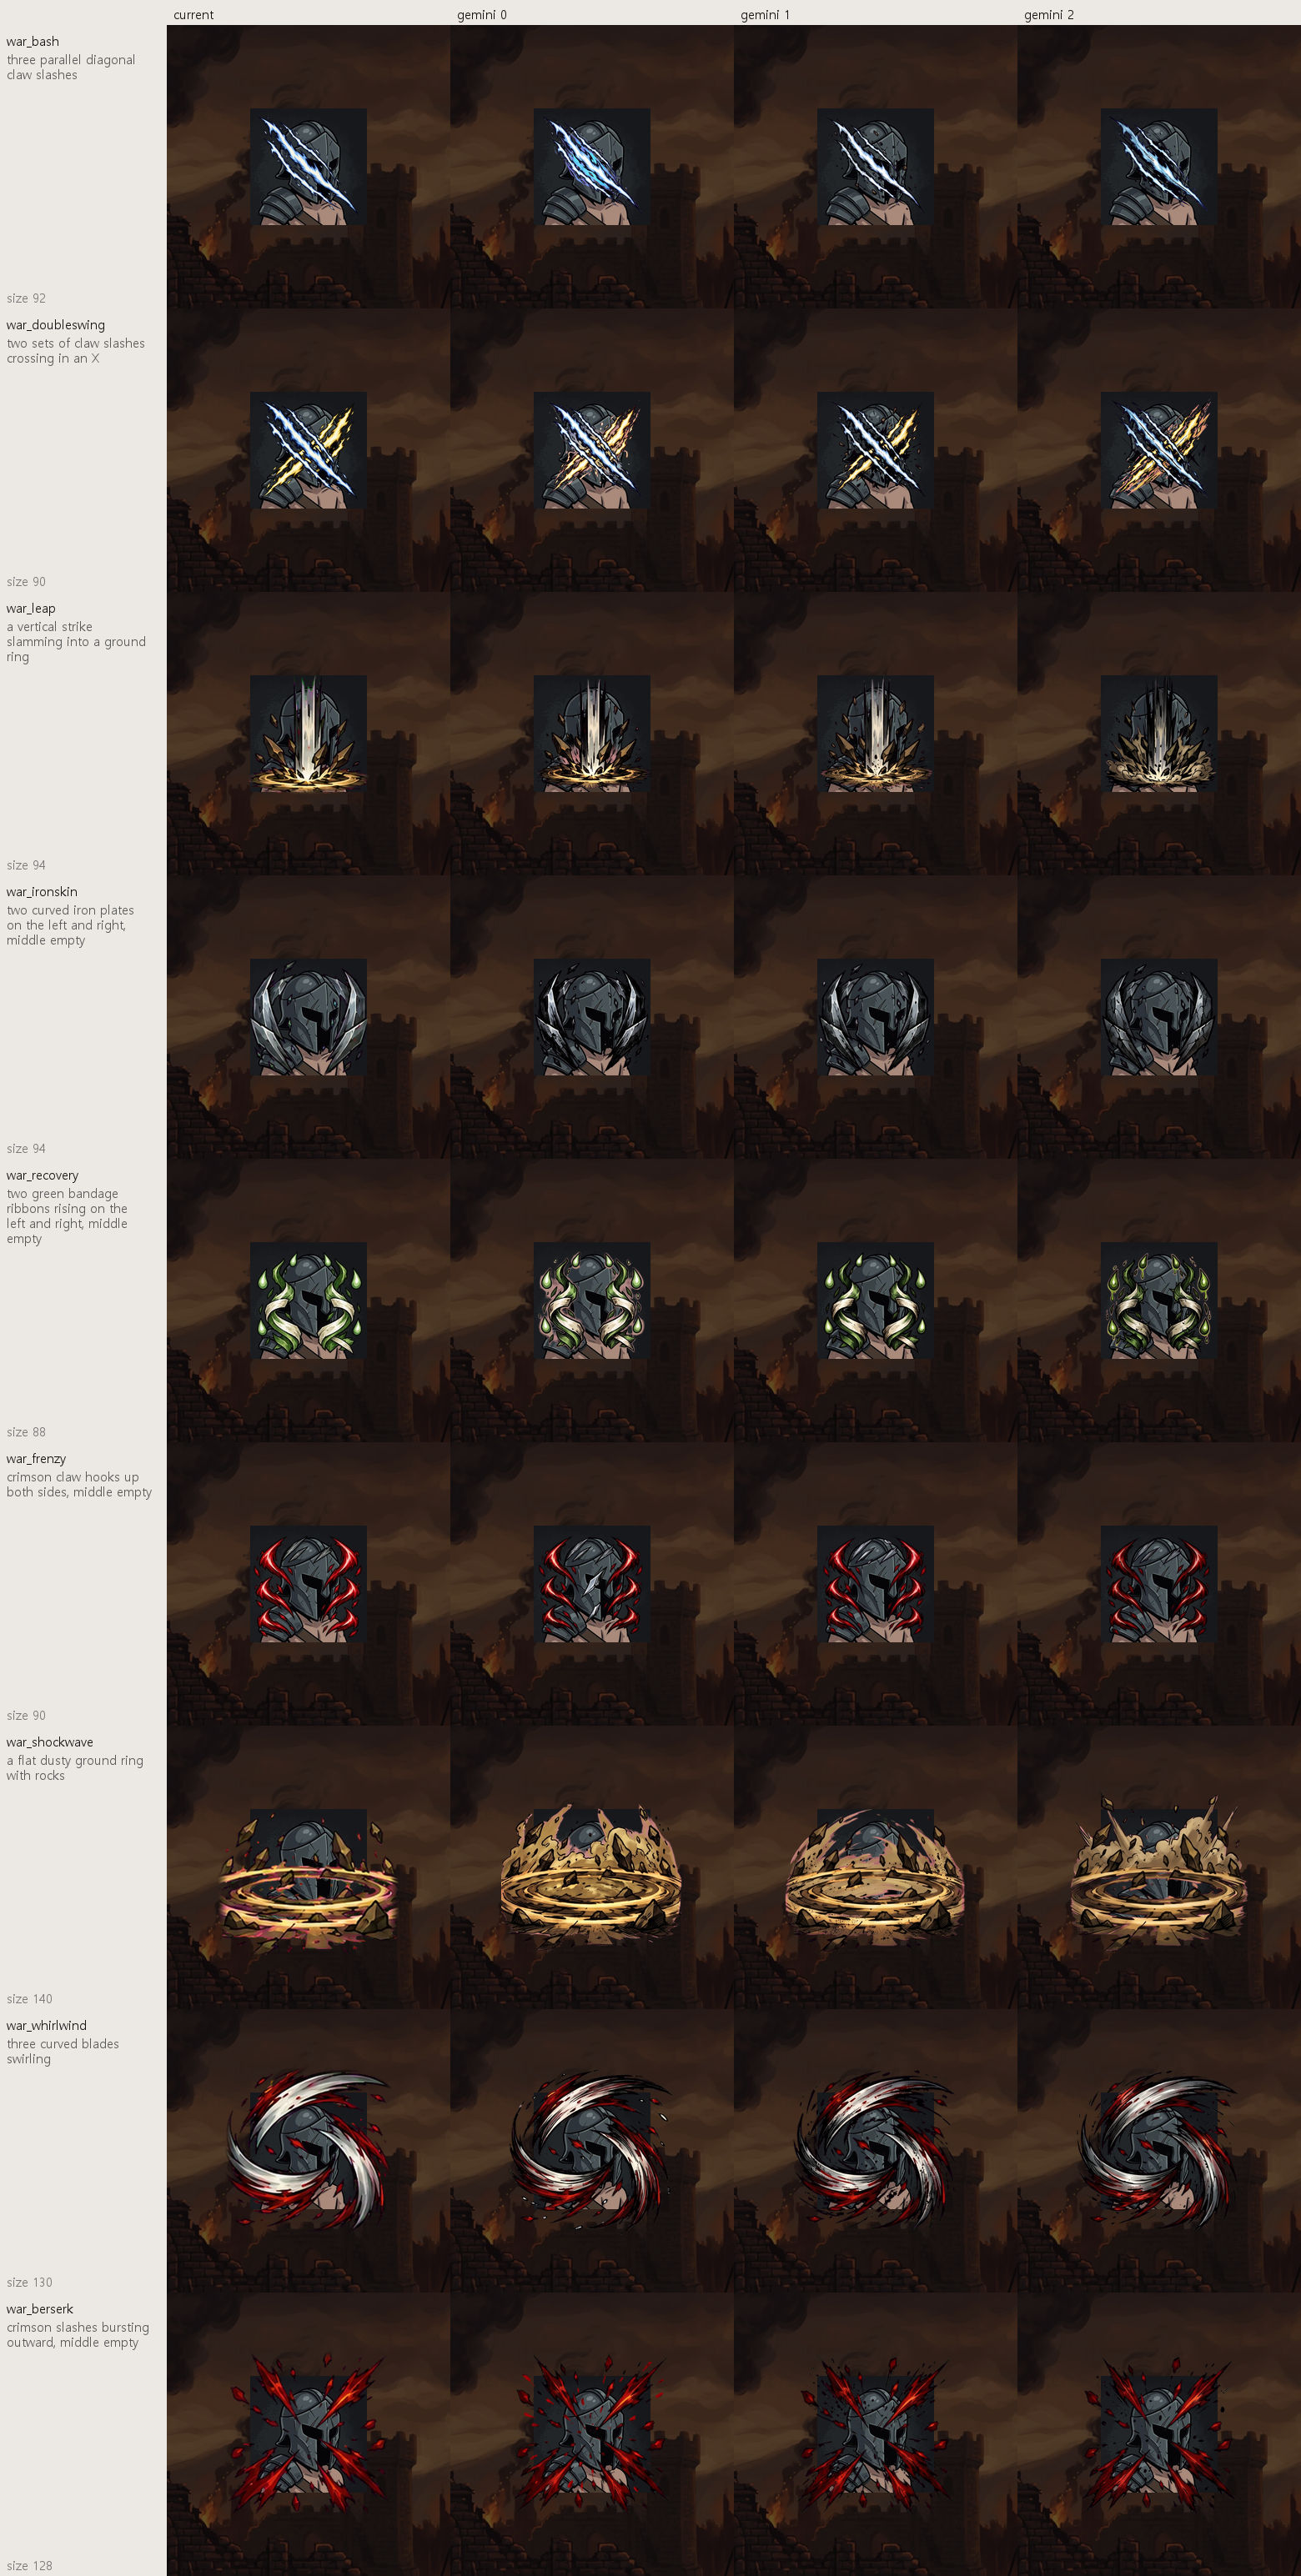 current
gemini 0
gemini 1
gemini 2
war_bash
three parallel diagonal
claw slashes
size 92
war_doubleswing
two sets of claw slashes
crossing in an X
size 90
war_leap
a vertical strike
slamming into a ground
ring
size 94
war_ironskin
two curved iron plates
on the left and right,
middle empty
size 94
war_recovery
two green bandage
ribbons rising on the
left and right, middle
empty
size 88
war_frenzy
crimson claw hooks up
both sides, middle empty
size 90
war_shockwave
a flat dusty ground ring
with rocks
size 140
war_whirlwind
three curved blades
swirling
size 130
war_berserk
crimson slashes bursting
outward, middle empty
size 128